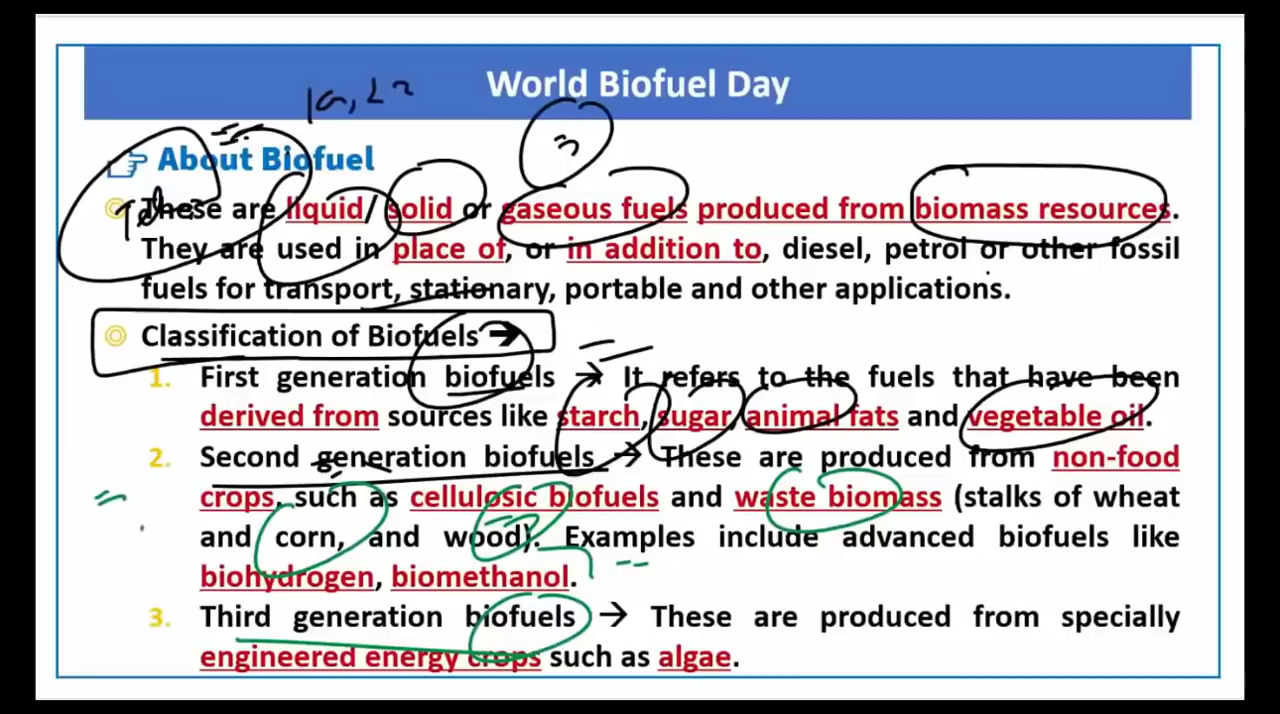 World Biofuel Day
About Biofuel
These are liquid/ solid or gaseous fuels produced from biomass resources.
They are used in place of, or in addition to, diesel, petrol or other fossil
fuels for transport, stationary, portable and other applications.
Classification of Biofuels →
1. First generation biofuels → It refers to the fuels that have been
derived from sources like starch, sugar, animal fats and vegetable oil.
2. Second generation biofuels → These are produced from non-food
crops, such as cellulosic biofuels and waste biomass (stalks of wheat
and corn, and wood). Examples include advanced biofuels like
biohydrogen, biomethanol.
3. Third generation biofuels → These are produced from specially
engineered energy crops such as algae.